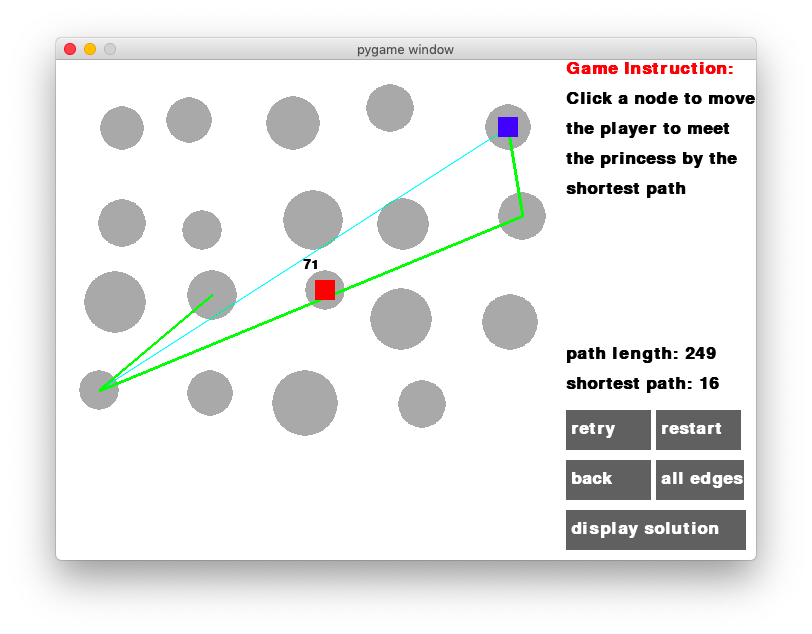 pygame window
Game Instruction:
Click a node to move
the player to meet
the princess by the
shortest path
71
path length: 249
shortest path: 16
retry
restart
back
all edges
display solution